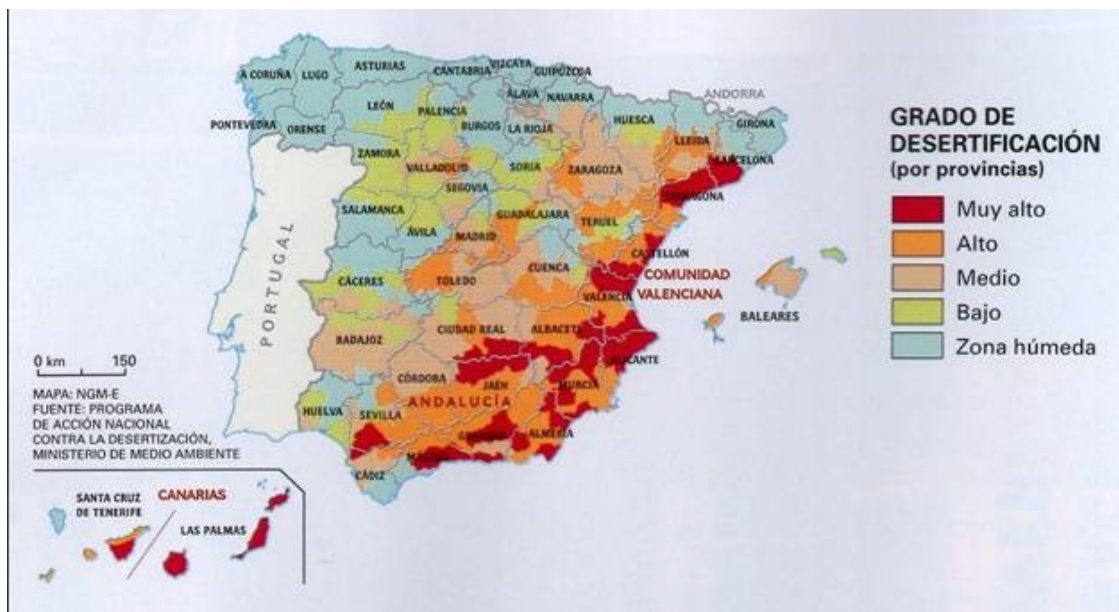 A CORUÑA
LUGO
ASTURIAS
CANTABRIA
VIZCAYA
GUIPÚZCOA
ÁLAVA
NAVARRA
ANDORRA
LEÓN
PALENCIA
BURGOS
LA RIOJA
HUESCA
LLEIDA
GIRONA
PONTEVEDRA
ORENSE
ZAMORA
VALLADOLID
SORIA
ZARAGOZA
BARCELONA
TARRAGONA
SEGOVIA
SALAMANCA
ÁVILA
MADRID
GUADALAJARA
TERUEL
CASTELLÓN
PORTUGAL
CÁCERES
TOLEDO
CUENCA
COMUNIDAD
VALENCIANA
VALENCIA
BALEARES
BADAJOZ
CIUDAD REAL
ALBACETE
ALICANTE
CÓRDOBA
JAÉN
MURCIA
ANDALUCÍA
HUELVA
SEVILLA
GRANADA
ALMERÍA
CÁDIZ
GRADO DE
DESERTIFICACIÓN
(por provincias)
Muy alto
Alto
Medio
Bajo
Zona húmeda
0 km 150
MAPA: NGM-E
FUENTE: PROGRAMA
DE ACCIÓN NACIONAL
CONTRA LA DESERTIZACIÓN,
MINISTERIO DE MEDIO AMBIENTE
SANTA CRUZ
DE TENERIFE
CANARIAS
LAS PALMAS